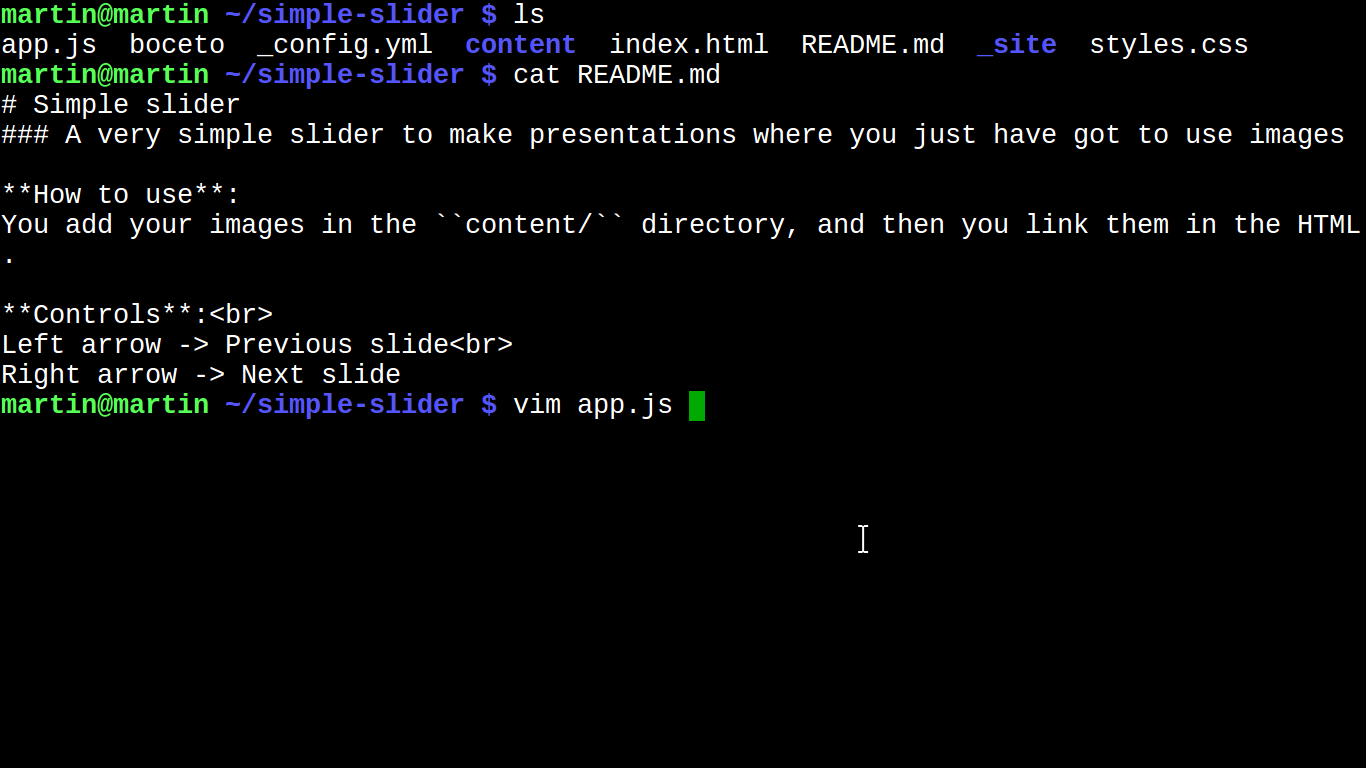 martin@martin ~/simple-slider $ ls
app.js  boceto  _config.yml  content  index.html  README.md  _site  styles.css
martin@martin ~/simple-slider $ cat README.md
# Simple slider
### A very simple slider to make presentations where you just have got to use images

**How to use**:
You add your images in the ``content/`` directory, and then you link them in the HTML
.

**Controls**:<br>
Left arrow -> Previous slide<br>
Right arrow -> Next slide
martin@martin ~/simple-slider $ vim app.js